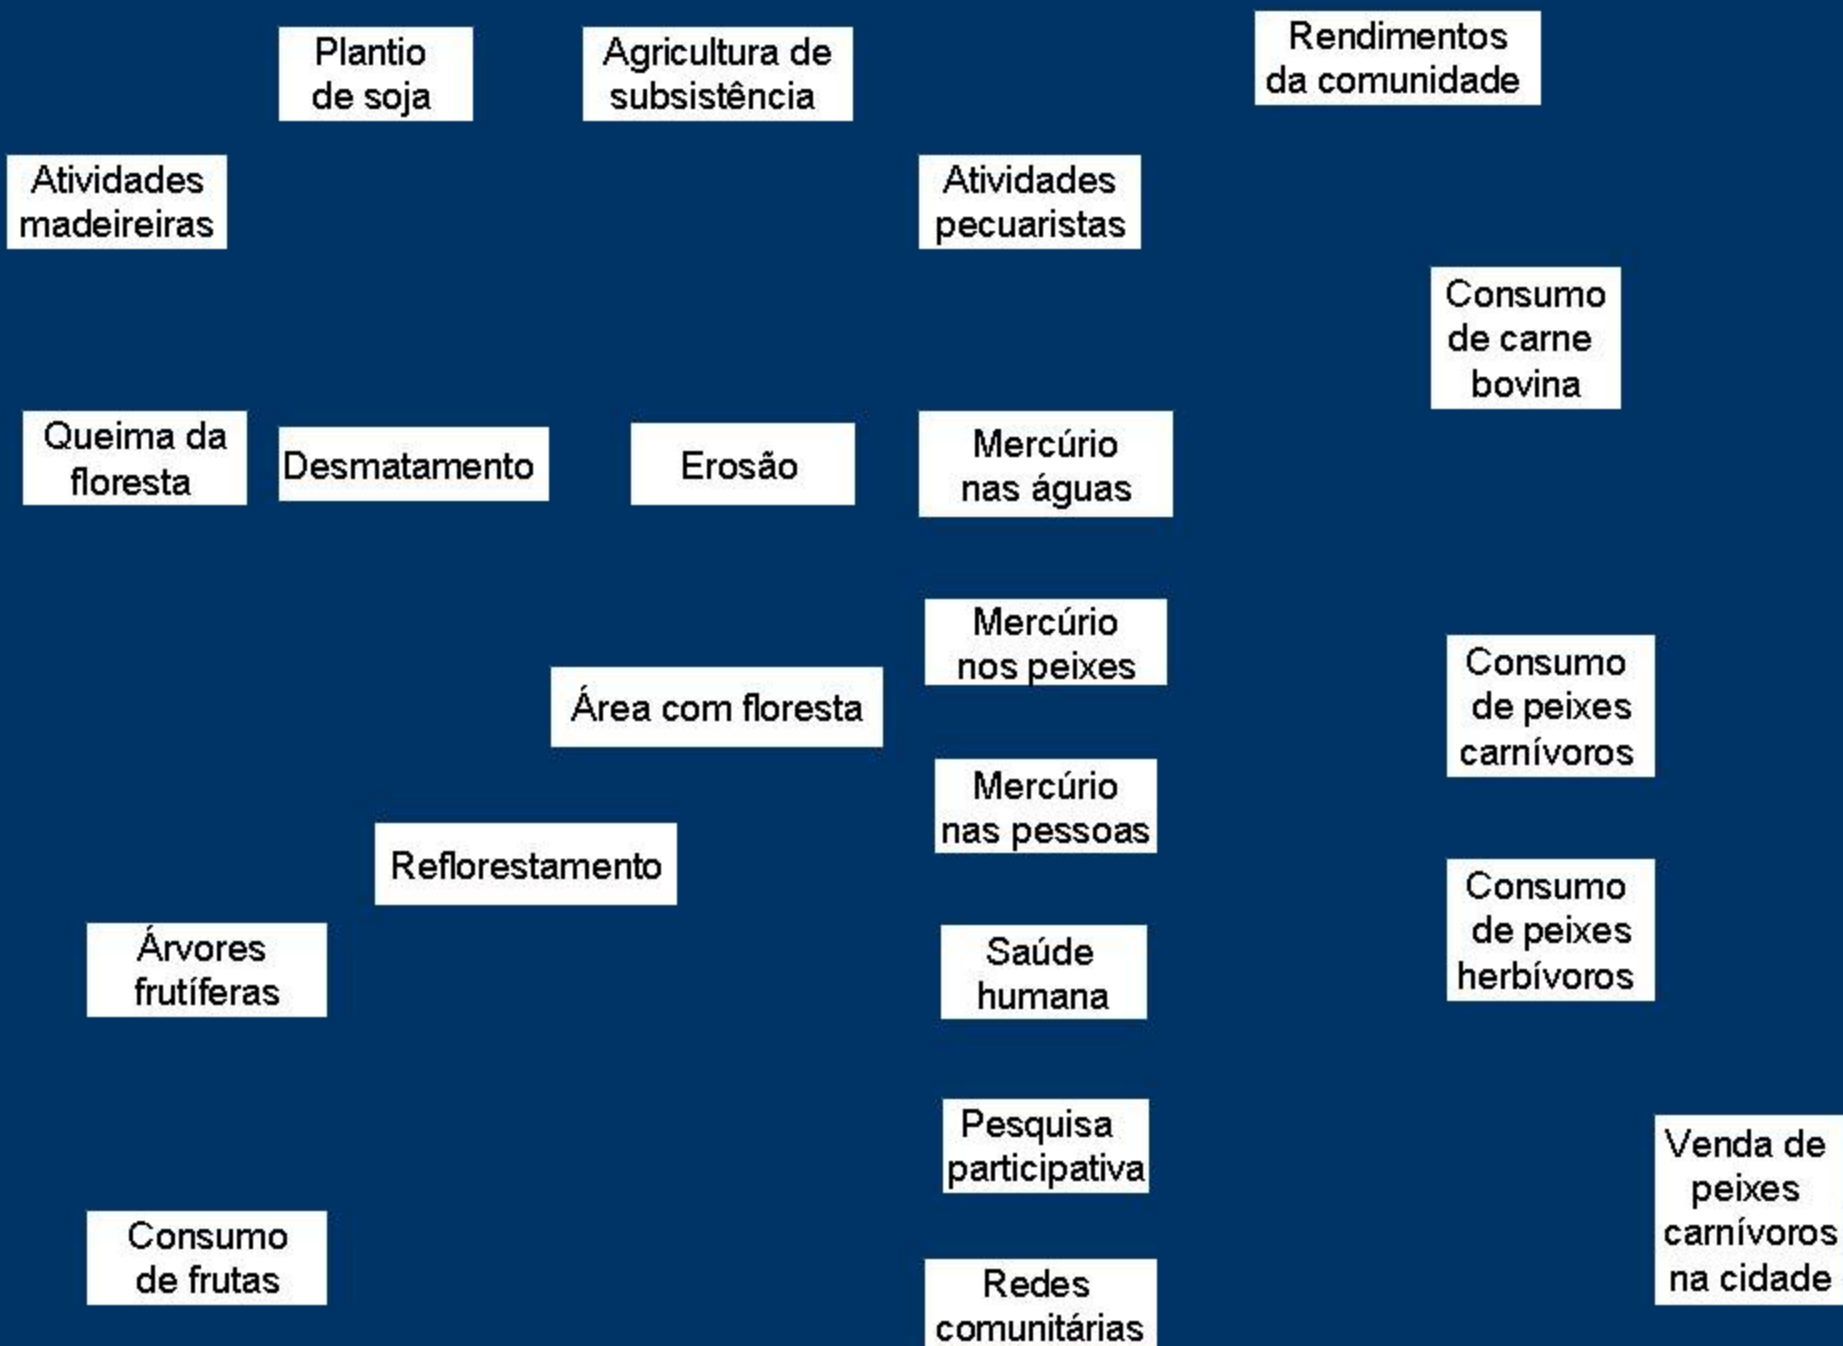 Plantio
de soja
Agricultura de
subsistência
Rendimentos
da comunidade
Atividades
madeireiras
Atividades
pecuaristas
Consumo
de carne
bovina
Queima da
floresta
Desmatamento
Erosão
Mercúrio
nas águas
Mercúrio
nos peixes
Consumo
de peixes
carnívoros
Área com floresta
Mercúrio
nas pessoas
Reflorestamento
Consumo
de peixes
herbívoros
Árvores
frutíferas
Saúde
humana
Pesquisa
participativa
Venda de
peixes
carnívoros
na cidade
Consumo
de frutas
Redes
comunitárias